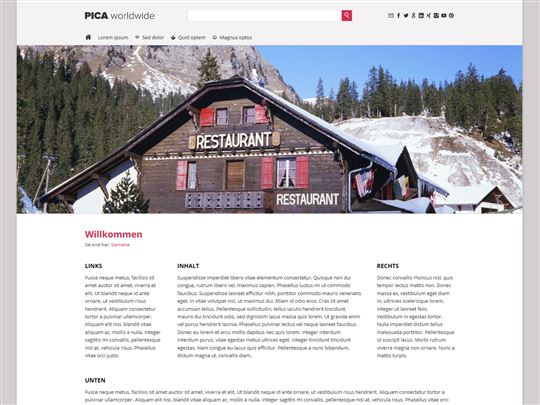 PICA worldwide
Lorem Ipsum Sed dolor Quid optem Magnus optos
RESTAURANT
RESTAURANT
Willkommen
Sie sind hier: Startseite
LINKS
Fusce neque metus, facilisis sit
amet auctor sit amet, viverra et
elit. Ut blandit neque id ante
ornare, ut vestibulum risus
hendrerit. Aliquam consectetur
tortor a pulvinar ullamcorper.
Aliquam elit nisi, blandit vitae
aliquam ac, mollis a nulla. Integer
sagittis mi convallis, pellentesque
nisl at, vehicula risus. Phasellus
vitae orci justo.
INHALT
Suspendisse imperdiet libero vitae elementum consectetur. Quisque non dui
congue, rutrum libero vel, maximus sapien. Phasellus luctus mi ut commodo
faucibus. Suspendisse laoreet efficitur nibh, porttitor commodo mauris venenatis
eget. In vitae volutpat nisl, ut maximus dui. Etiam id odio eros. Cras sit amet
accumsan tellus. Pellentesque sollicitudin, tellus iaculis hendrerit tincidunt,
mauris dui tincidunt odio, sed dignissim lacus massa quis lorem. Ut gravida enim
vel purus hendrerit lacinia. Phasellus pulvinar lectus vel neque laoreet faucibus.
Donec eu lorem et arcu mollis dapibus nec quis lorem. Integer interdum
interdum purus, vitae egestas metus ultrices eget. Integer tincidunt tincidunt
egestas. Nam congue eu lacus quis efficitur. Pellentesque a nunc bibendum,
dictum magna ut, convallis diam.
RECHTS
Donec convallis rhoncus nisl, quis
tempor lectus mattis non. Donec
massa ex, vestibulum eget diam
in, ultricies scelerisque lorem.
Integer ut laoreet felis.
Vestibulum in egestas tortor.
Nulla imperdiet dictum tellus
malesuada porttitor. Pellentesque
id suscipit lacus. Morbi rutrum
viverra magna non ornare. Nunc a
mattis turpis.
UNTEN
Fusce neque metus, facilisis sit amet auctor sit amet, viverra et elit. Ut blandit neque id ante ornare, ut vestibulum risus hendrerit. Aliquam consectetur
tortor a pulvinar ullamcorper. Aliquam elit nisi, blandit vitae aliquam ac, mollis a nulla. Integer sagittis mi convallis, pellentesque nisl at, vehicula risus. Phasellus vitae orci